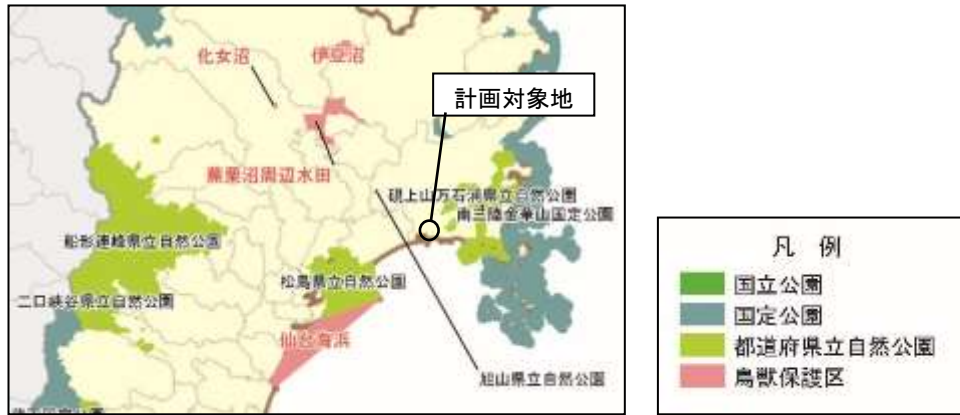 化女沼
伊豆沼
計画対象地
蕪栗沼周辺水田
硯上山万石浦県立自然公園
南三陸金華山国定公園
船形連峰県立自然公園
松島県立自然公園
二口峡谷県立自然公園
仙台海浜
旭山県立自然公園
凡 例
国立公園
国定公園
都道府県立自然公園
鳥獣保護区